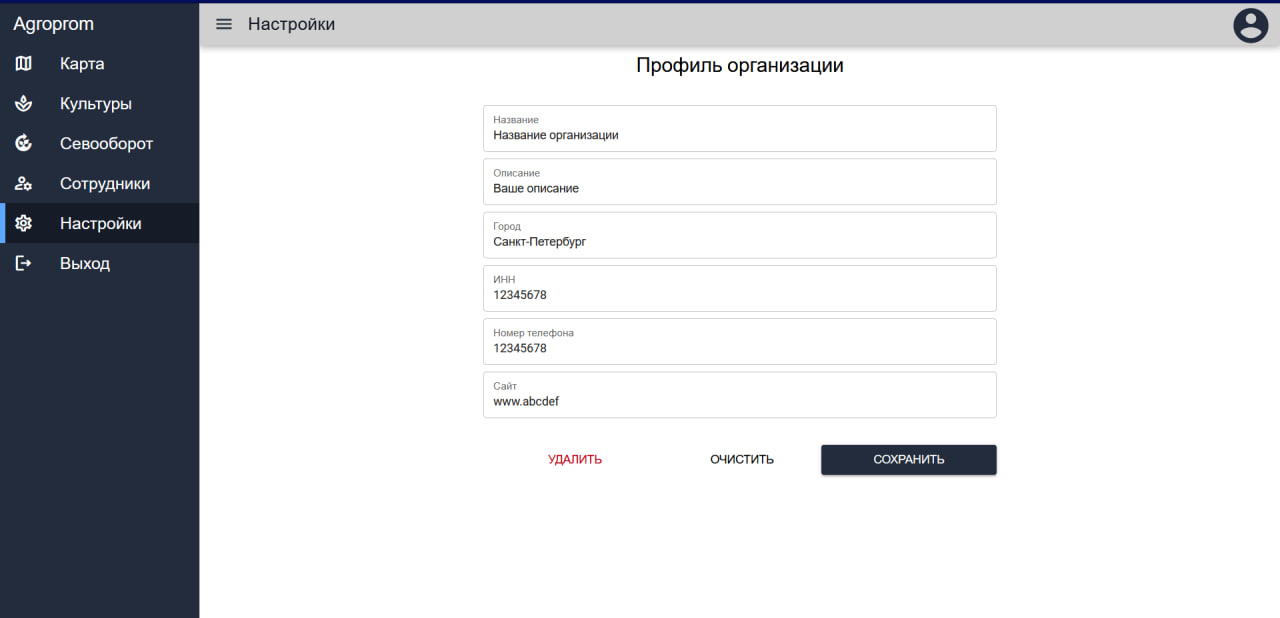 Agroprom
Настройки
Карта
Культуры
Севооборот
Сотрудники
Настройки
Выход
Профиль организации
Название
Название организации
Описание
Ваше описание
Город
Санкт-Петербург
ИНН
12345678
Номер телефона
12345678
Сайт
www.abcdef
УДАЛИТЬ
ОЧИСТИТЬ
СОХРАНИТЬ